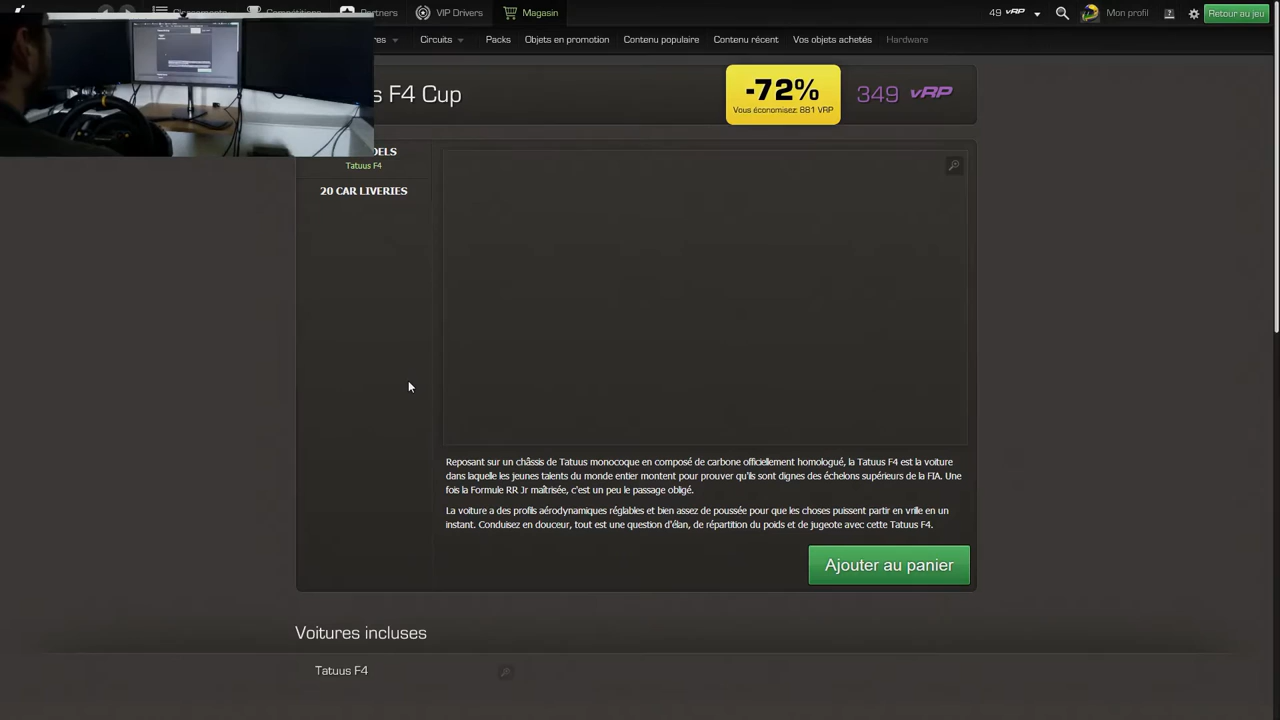 VIP Drivers
Magasin
49 vRP
Mon profil
Retour au jeu
Circuits
Packs
Objets en promotion
Contenu populaire
Contenu récent
Vos objets achetés
Hardware
F4 Cup
-72%
Vous économisez: 881 VRP
349 vRP
Tatuus F4
20 CAR LIVERIES
Reposant sur un châssis de Tatuus monocoque en composé de carbone officiellement homologué, la Tatuus F4 est la voiture
dans laquelle les jeunes talents du monde entier montent pour prouver qu'ils sont dignes des échelons supérieurs de la FIA. Une
fois la Formule RR Jr maîtrisée, c'est un peu le passage obligé.
La voiture a des profils aérodynamiques réglables et bien assez de poussée pour que les choses puissent partir en vrille en un
instant. Conduisez en douceur, tout est une question d'élan, de répartition du poids et de jugeote avec cette Tatuus F4.
Ajouter au panier
Voitures incluses
Tatuus F4